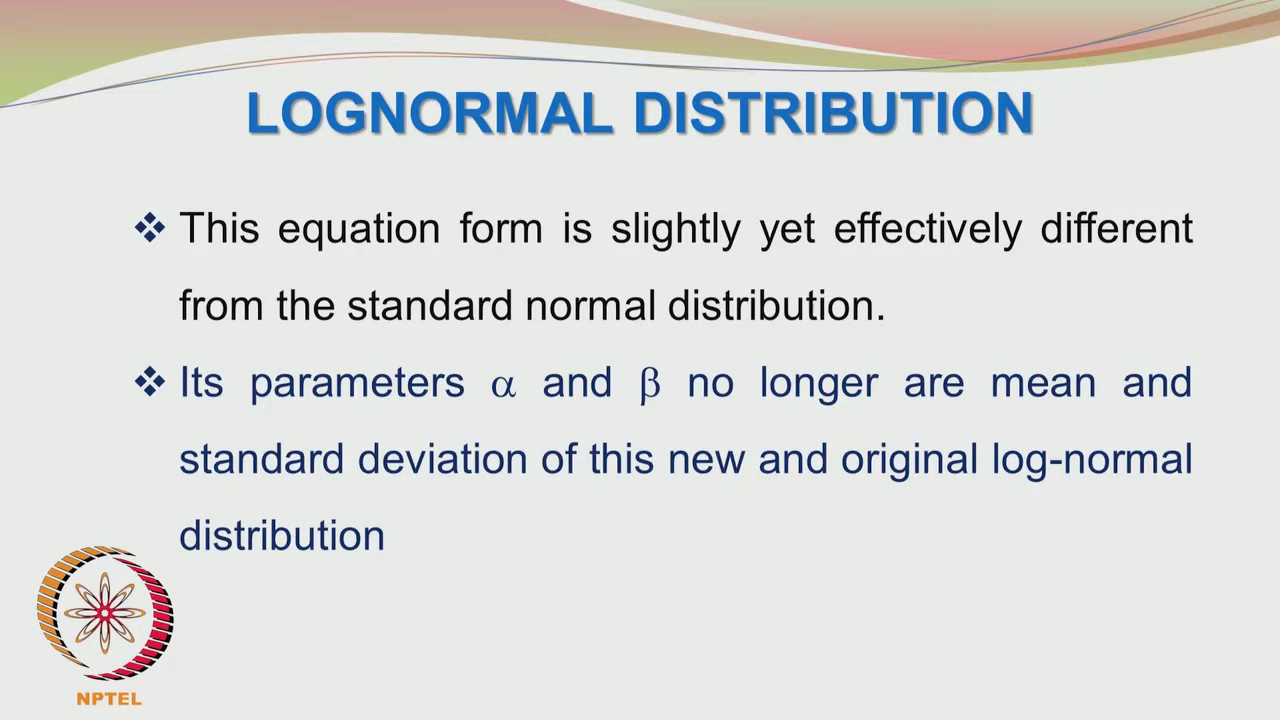 LOGNORMAL DISTRIBUTION
❖ This equation form is slightly yet effectively different
from the standard normal distribution.
❖ Its parameters α and β no longer are mean and
standard deviation of this new and original log-normal
distribution
NPTEL